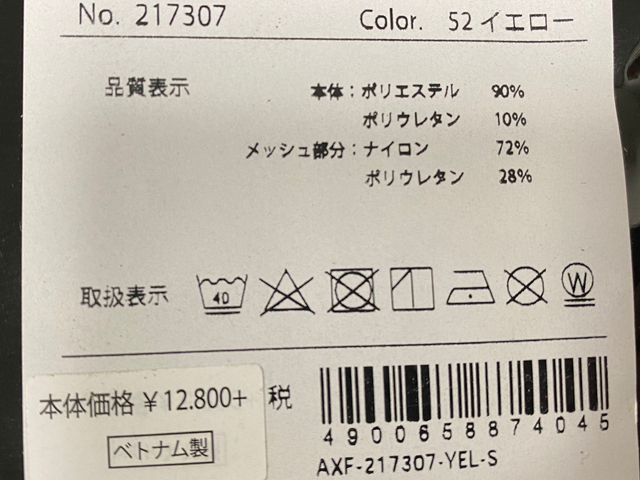 No. 217307 Color. 52 イエロー
品質表示 本体：ポリエステル 90%
ポリウレタン 10%
メッシュ部分：ナイロン 72%
ポリウレタン 28%
取扱表示 40 W
本体価格 ¥12.800+ 税
ベトナム製
4900658874045
AXF-217307-YEL-S